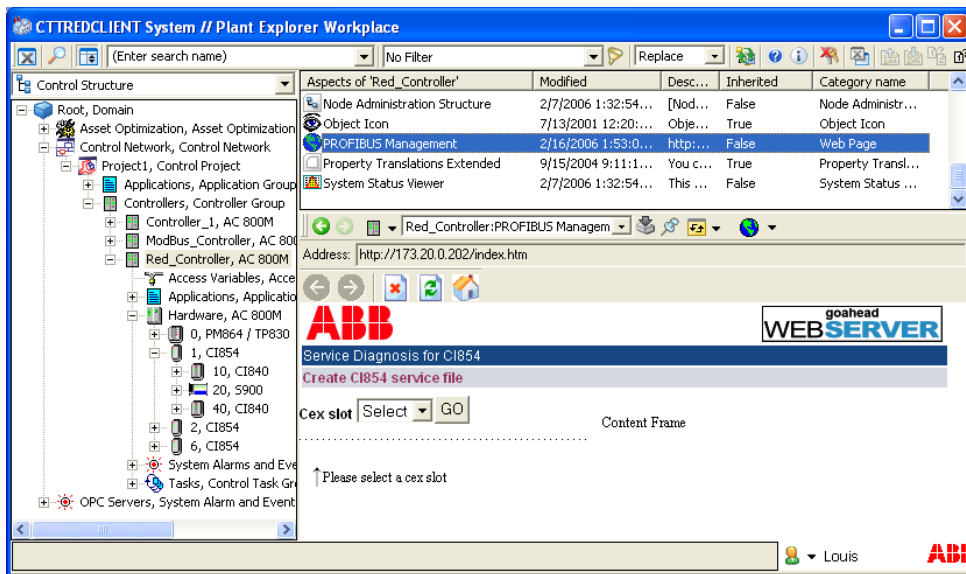 CTTREDCLIENT System // Plant Explorer Workplace
(Enter search name)
No Filter
Replace
Control Structure
Root, Domain
Asset Optimization, Asset Optimization
Control Network, Control Network
Project1, Control Project
Applications, Application Group
Controllers, Controller Group
Controller_1, AC 800M
ModBus_Controller, AC 800
Red_Controller, AC 800M
Access Variables, Acce
Applications, Applicatio
Hardware, AC 800M
0, PM864 / TP830
1, CI854
10, CI840
20, S900
40, CI840
2, CI854
6, CI854
System Alarms and Eve
Tasks, Control Task Gr
OPC Servers, System Alarm and Event
Aspects of 'Red_Controller' Modified Desc... Inherited Category name
Node Administration Structure 2/7/2006 1:32:54... [Nod... False Node Administr...
Object Icon 7/13/2001 12:20:... Obje... True Object Icon
PROFIBUS Management 2/16/2006 1:53:0... http:... False Web Page
Property Translations Extended 9/15/2004 9:11:1... You c... True Property Transl...
System Status Viewer 2/7/2006 1:32:54... This ... False System Status ...
Red_Controller:PROFIBUS Managem
Address: http://173.20.0.202/index.htm
ABB
goahead
WEBSERVER
Service Diagnosis for CI854
Create CI854 service file
Cex slot Select GO
Content Frame
↑Please select a cex slot
Louis
ABB